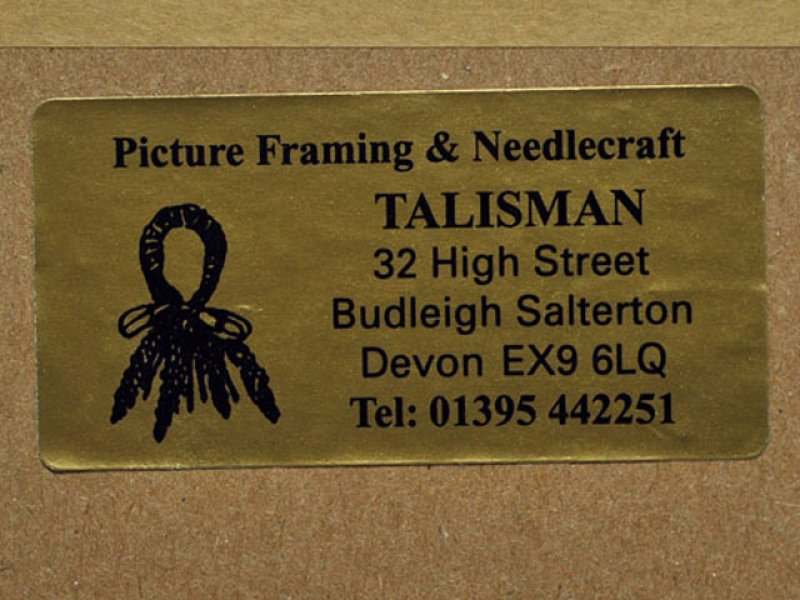 Picture Framing & Needlecraft
TALISMAN
32 High Street
Budleigh Salterton
Devon EX9 6LQ
Tel: 01395 442251